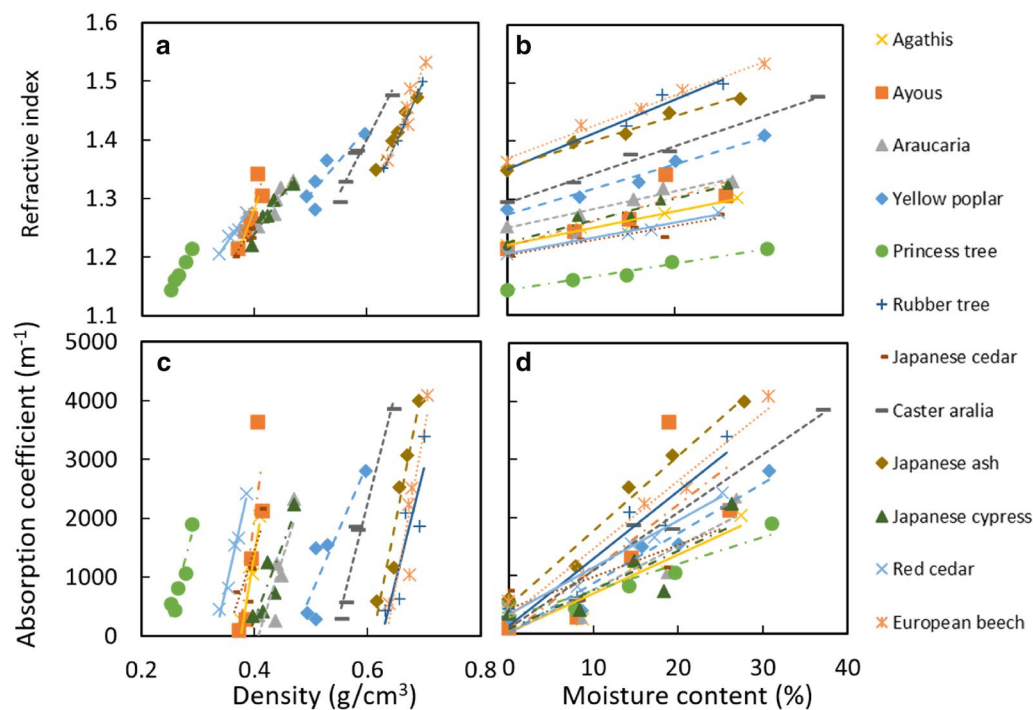 Refractive index
1.6
1.5
1.4
1.3
1.2
1.1
a
b
Absorption coefficient (m⁻¹)
5000
4000
3000
2000
1000
0
c
d
0.2 0.4 0.6 0.8
Density (g/cm³)
0 20 40
Moisture content (%)
Agathis
Ayous
Araucaria
Yellow poplar
Princess tree
Rubber tree
Japanese cedar
Caster aralia
Japanese ash
Japanese cypress
Red cedar
European beech